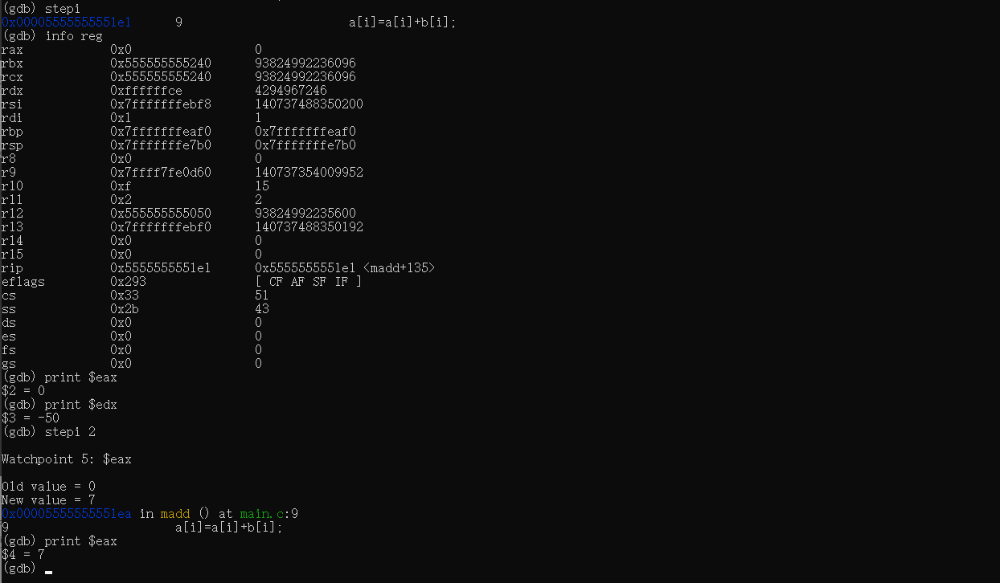 (gdb) stepi
0x00005555555551e1      9                       a[i]=a[i]+b[i];
(gdb) info reg
rax            0x0                 0
rbx            0x555555555240      93824992236096
rcx            0x555555555240      93824992236096
rdx            0xffffffce          4294967246
rsi            0x7fffffffebf8      140737488350200
rdi            0x1                 1
rbp            0x7fffffffeaf0      0x7fffffffeaf0
rsp            0x7fffffffe7b0      0x7fffffffe7b0
r8             0x0                 0
r9             0x7ffff7fe0d60      140737354009952
r10            0xf                 15
r11            0x2                 2
r12            0x555555555050      93824992235600
r13            0x7fffffffebf0      140737488350192
r14            0x0                 0
r15            0x0                 0
rip            0x5555555551e1      0x5555555551e1 <madd+135>
eflags         0x293               [ CF AF SF IF ]
cs             0x33                51
ss             0x2b                43
ds             0x0                 0
es             0x0                 0
fs             0x0                 0
gs             0x0                 0
(gdb) print $eax
$2 = 0
(gdb) print $edx
$3 = -50
(gdb) stepi 2
Watchpoint 5: $eax
Old value = 0
New value = 7
0x00005555555551ea in madd () at main.c:9
9                       a[i]=a[i]+b[i];
(gdb) print $eax
$4 = 7
(gdb)